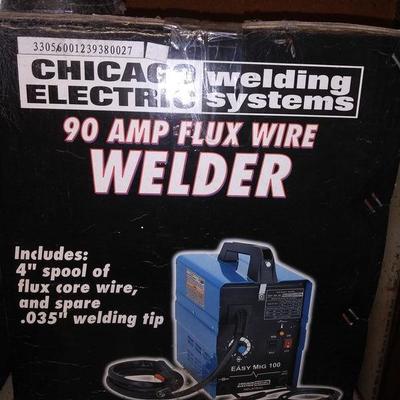 33056001239380027
CHICAGO welding
ELECTRIC systems
90 AMP FLUX WIRE
WELDER
Includes:
4" spool of
flux core wire,
and spare
.035" welding tip
EASY MIG 100